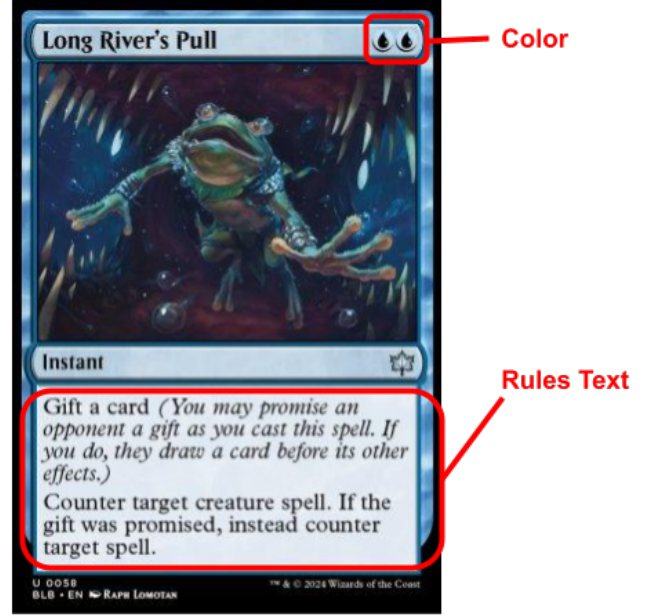 Long River's Pull
Color
Instant
Rules Text
Gift a card (You may promise an
opponent a gift as you cast this spell. If
you do, they draw a card before its other
effects.)
Counter target creature spell. If the
gift was promised, instead counter
target spell.
U 0058
BLB • EN Raph Lomotan
™ & © 2024 Wizards of the Coast